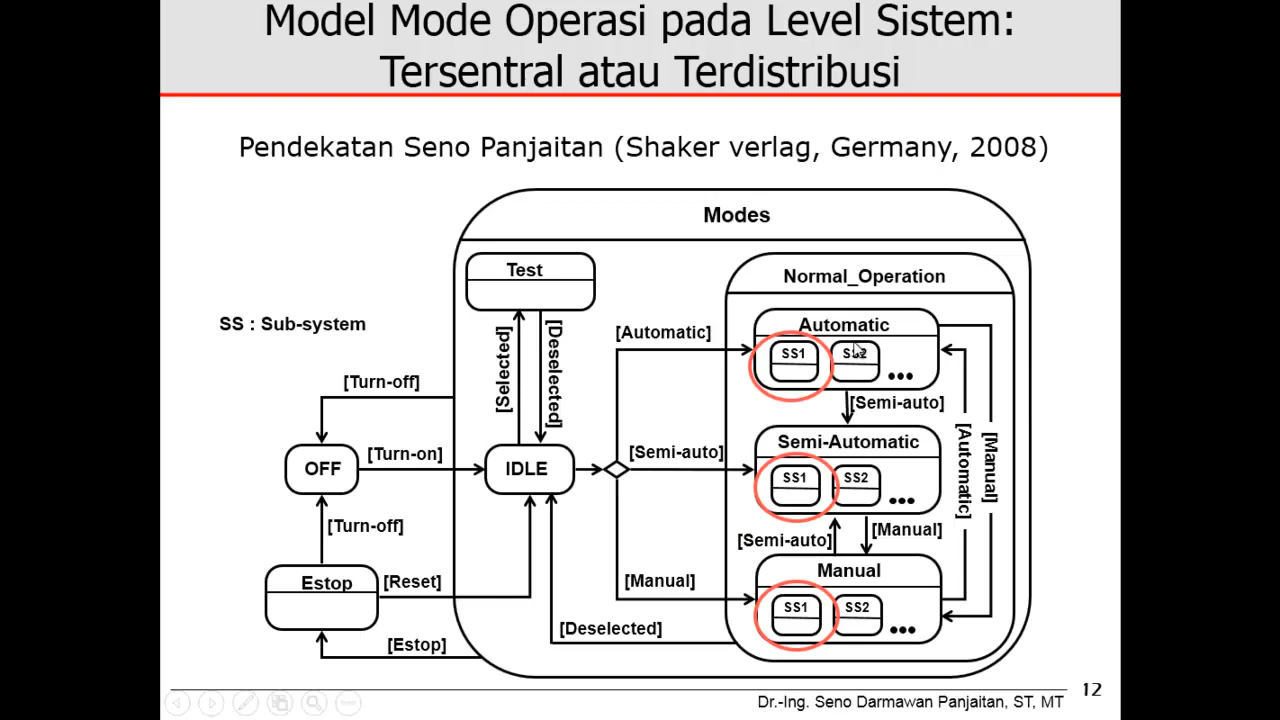 Model Mode Operasi pada Level Sistem:
Tersentral atau Terdistribusi
Pendekatan Seno Panjaitan (Shaker verlag, Germany, 2008)
Modes
Test
Normal_Operation
SS : Sub-system
[Selected]
[Deselected]
[Automatic]
Automatic
SS1
SS2
•••
[Turn-off]
[Semi-auto]
OFF
[Turn-on]
IDLE
[Semi-auto]
Semi-Automatic
SS1
SS2
•••
[Automatic]
[Manual]
[Turn-off]
[Semi-auto]
[Manual]
Estop
[Reset]
[Manual]
Manual
SS1
SS2
•••
[Deselected]
[Estop]
12
Dr.-Ing. Seno Darmawan Panjaitan, ST, MT